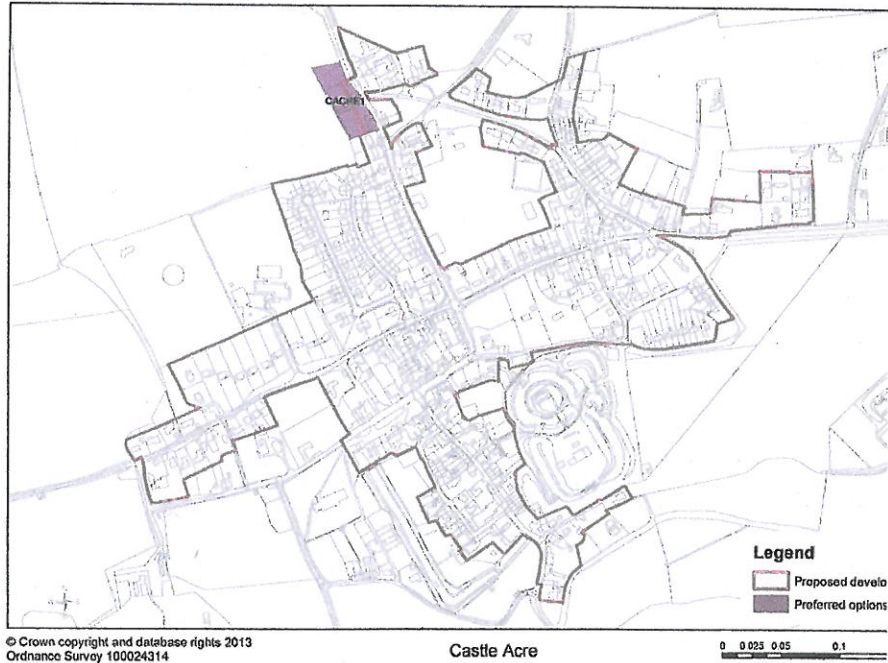 CACHE1
Legend
Proposed develo
Preferred options
© Crown copyright and database rights 2013
Ordnance Survey 100024314
Castle Acre
0 0.025 0.05 0.1